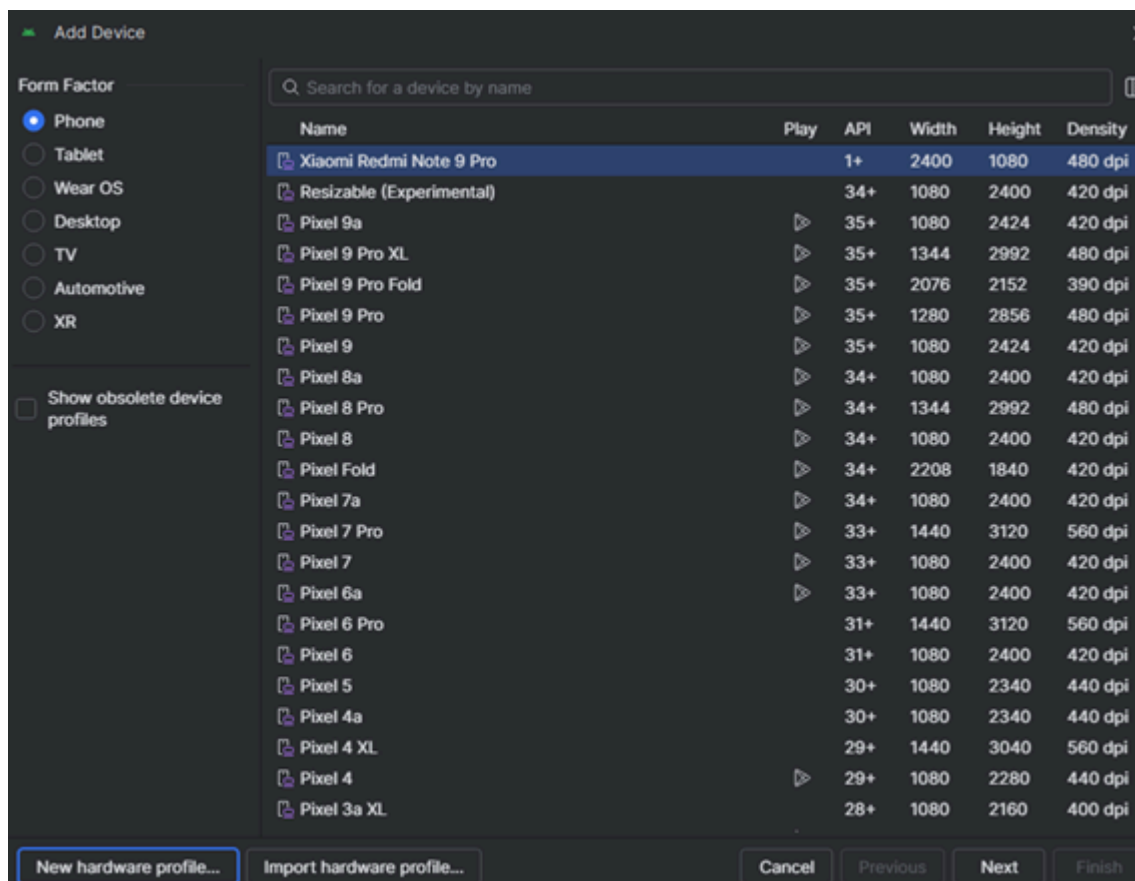 Add Device
Form Factor
Phone
Tablet
Wear OS
Desktop
TV
Automotive
XR
Show obsolete device
profiles
Search for a device by name
Name Play API Width Height Density
Xiaomi Redmi Note 9 Pro 1+ 2400 1080 480 dpi
Resizable (Experimental) 34+ 1080 2400 420 dpi
Pixel 9a 35+ 1080 2424 420 dpi
Pixel 9 Pro XL 35+ 1344 2992 480 dpi
Pixel 9 Pro Fold 35+ 2076 2152 390 dpi
Pixel 9 Pro 35+ 1280 2856 480 dpi
Pixel 9 35+ 1080 2424 420 dpi
Pixel 8a 34+ 1080 2400 420 dpi
Pixel 8 Pro 34+ 1344 2992 480 dpi
Pixel 8 34+ 1080 2400 420 dpi
Pixel Fold 34+ 2208 1840 420 dpi
Pixel 7a 34+ 1080 2400 420 dpi
Pixel 7 Pro 33+ 1440 3120 560 dpi
Pixel 7 33+ 1080 2400 420 dpi
Pixel 6a 33+ 1080 2400 420 dpi
Pixel 6 Pro 31+ 1440 3120 560 dpi
Pixel 6 31+ 1080 2400 420 dpi
Pixel 5 30+ 1080 2340 440 dpi
Pixel 4a 30+ 1080 2340 440 dpi
Pixel 4 XL 29+ 1440 3040 560 dpi
Pixel 4 29+ 1080 2280 440 dpi
Pixel 3a XL 28+ 1080 2160 400 dpi
New hardware profile... Import hardware profile... Cancel Previous Next Finish